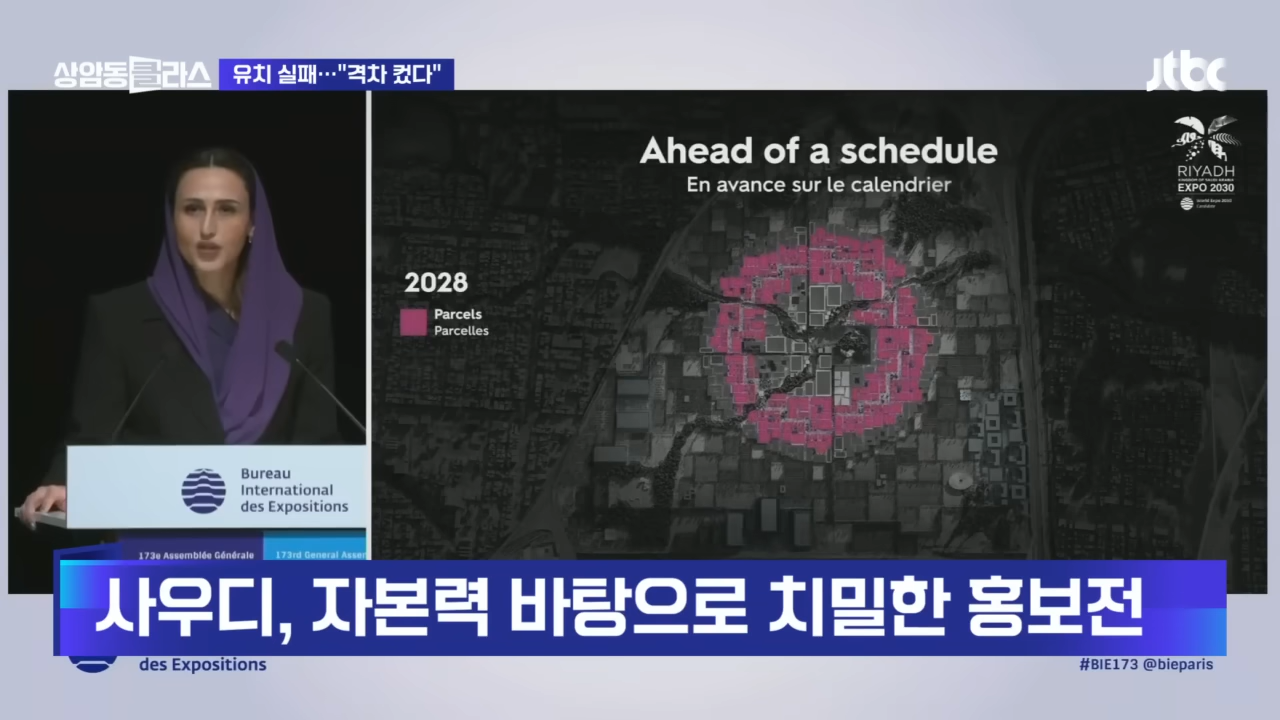 상암동클라스
유치 실패…"격차 컸다"
jtbc
Ahead of a schedule
En avance sur le calendrier
RIYADH
EXPO 2030
2028
Parcels
Parcelles
Bureau
International
des Expositions
173e Assemblée Générale
173rd General Assem
사우디, 자본력 바탕으로 치밀한 홍보전
des Expositions
#BIE173 @bieparis